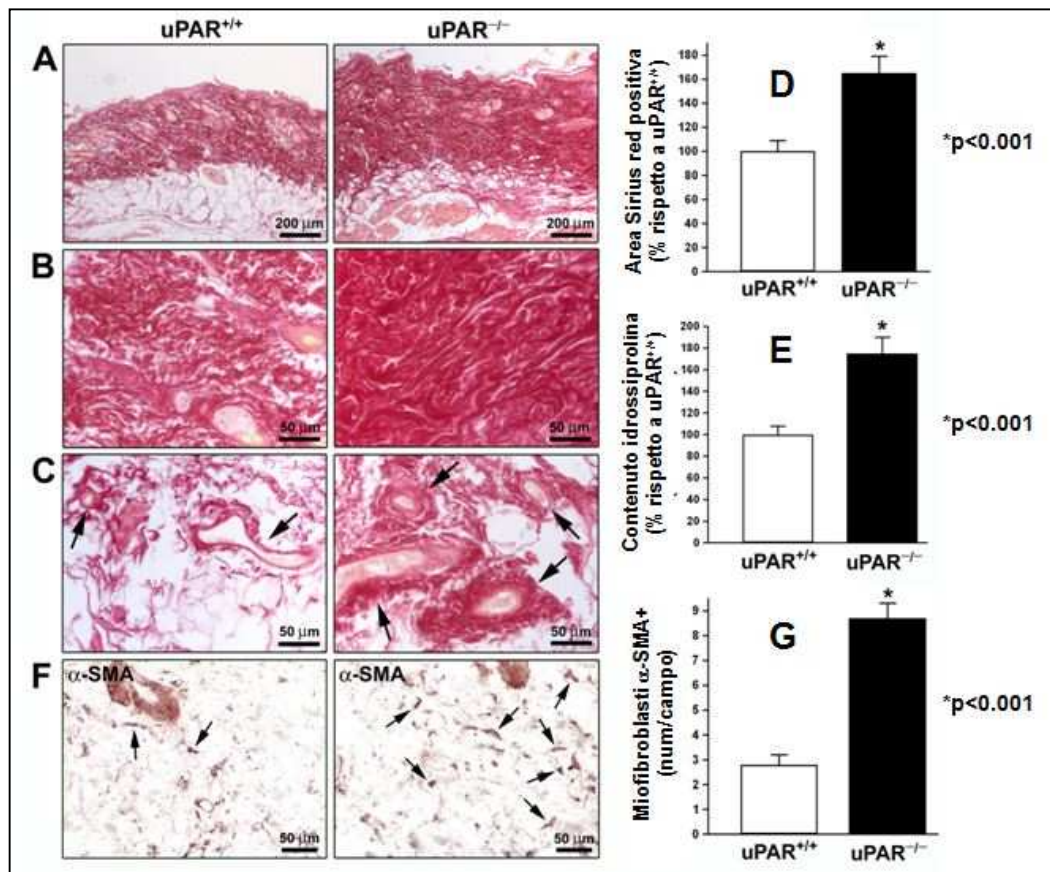 uPAR+/+
uPAR−/−
A
200 µm
200 µm
B
50 µm
50 µm
C
50 µm
50 µm
F
α-SMA
α-SMA
50 µm
50 µm
Area Sirius red positiva
(% rispetto a uPAR+/+)
180
160
140
120
100
80
60
40
20
0
D
*
uPAR+/+
uPAR−/−
*p<0.001
Contenuto idrossiprolina
(% rispetto a uPAR+/+)
200
180
160
140
120
100
80
60
40
20
0
E
*
uPAR+/+
uPAR−/−
*p<0.001
Miofibroblasti α-SMA+
(num/campo)
9
8
7
6
5
4
3
2
1
0
G
*
uPAR+/+
uPAR−/−
*p<0.001